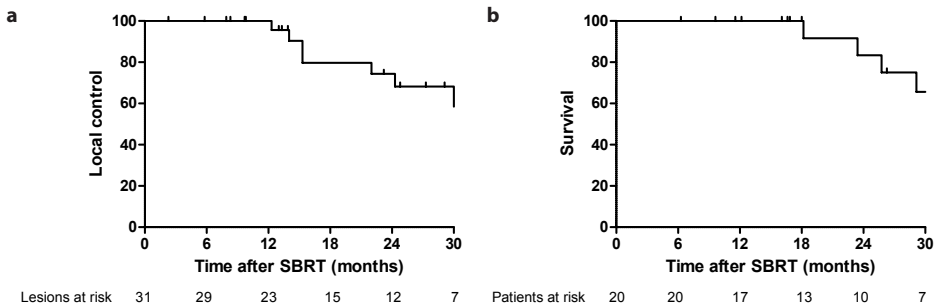 a
100
80
60
40
20
0
Local control
0 6 12 18 24 30
Time after SBRT (months)
Lesions at risk 31 29 23 15 12 7
b
100
80
60
40
20
0
Survival
0 6 12 18 24 30
Time after SBRT (months)
Patients at risk 20 20 17 13 10 7